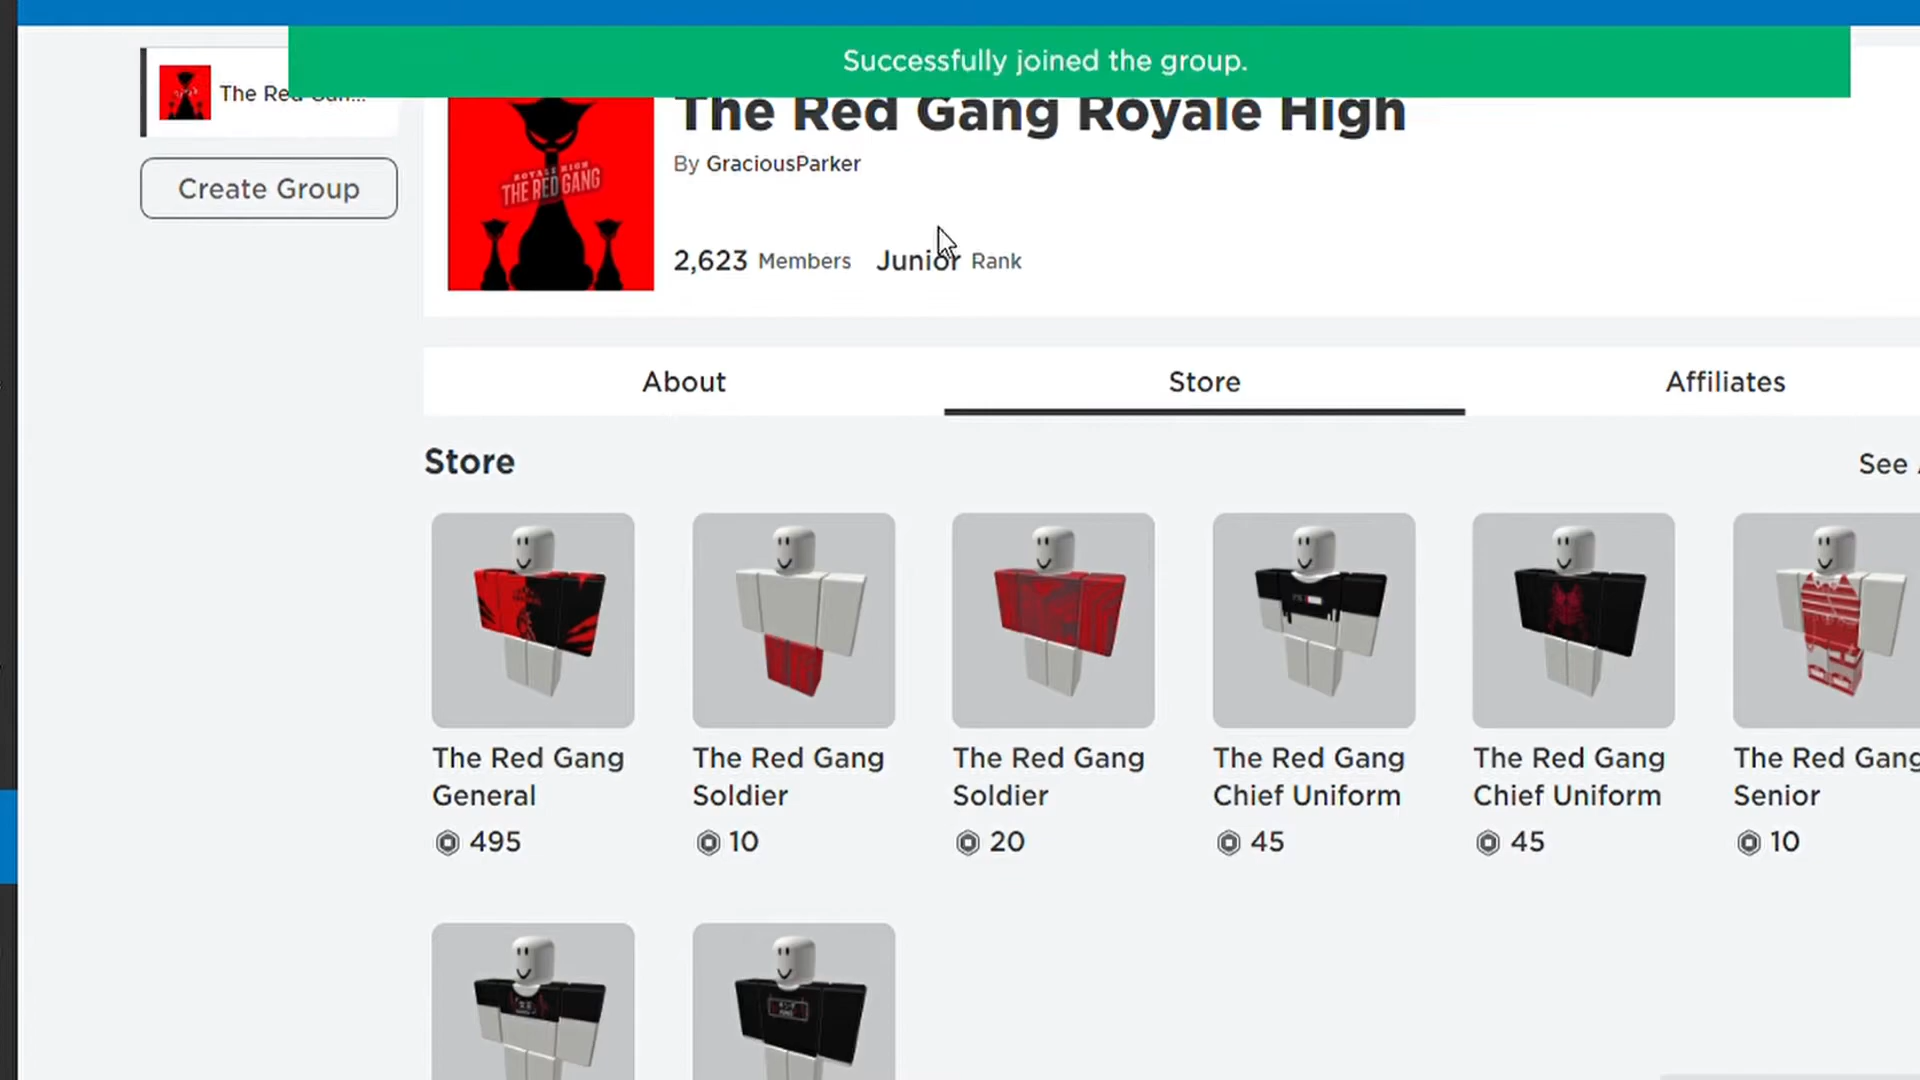 Successfully joined the group.
The Red Gan...
Create Group
ROYALE HIGH
THE RED GANG
The Red Gang Royale High
By GraciousParker
2,623 Members Junior Rank
About Store Affiliates
Store
See
The Red Gang
General
495
The Red Gang
Soldier
10
The Red Gang
Soldier
20
The Red Gang
Chief Uniform
45
The Red Gang
Chief Uniform
45
The Red Gang
Senior
10